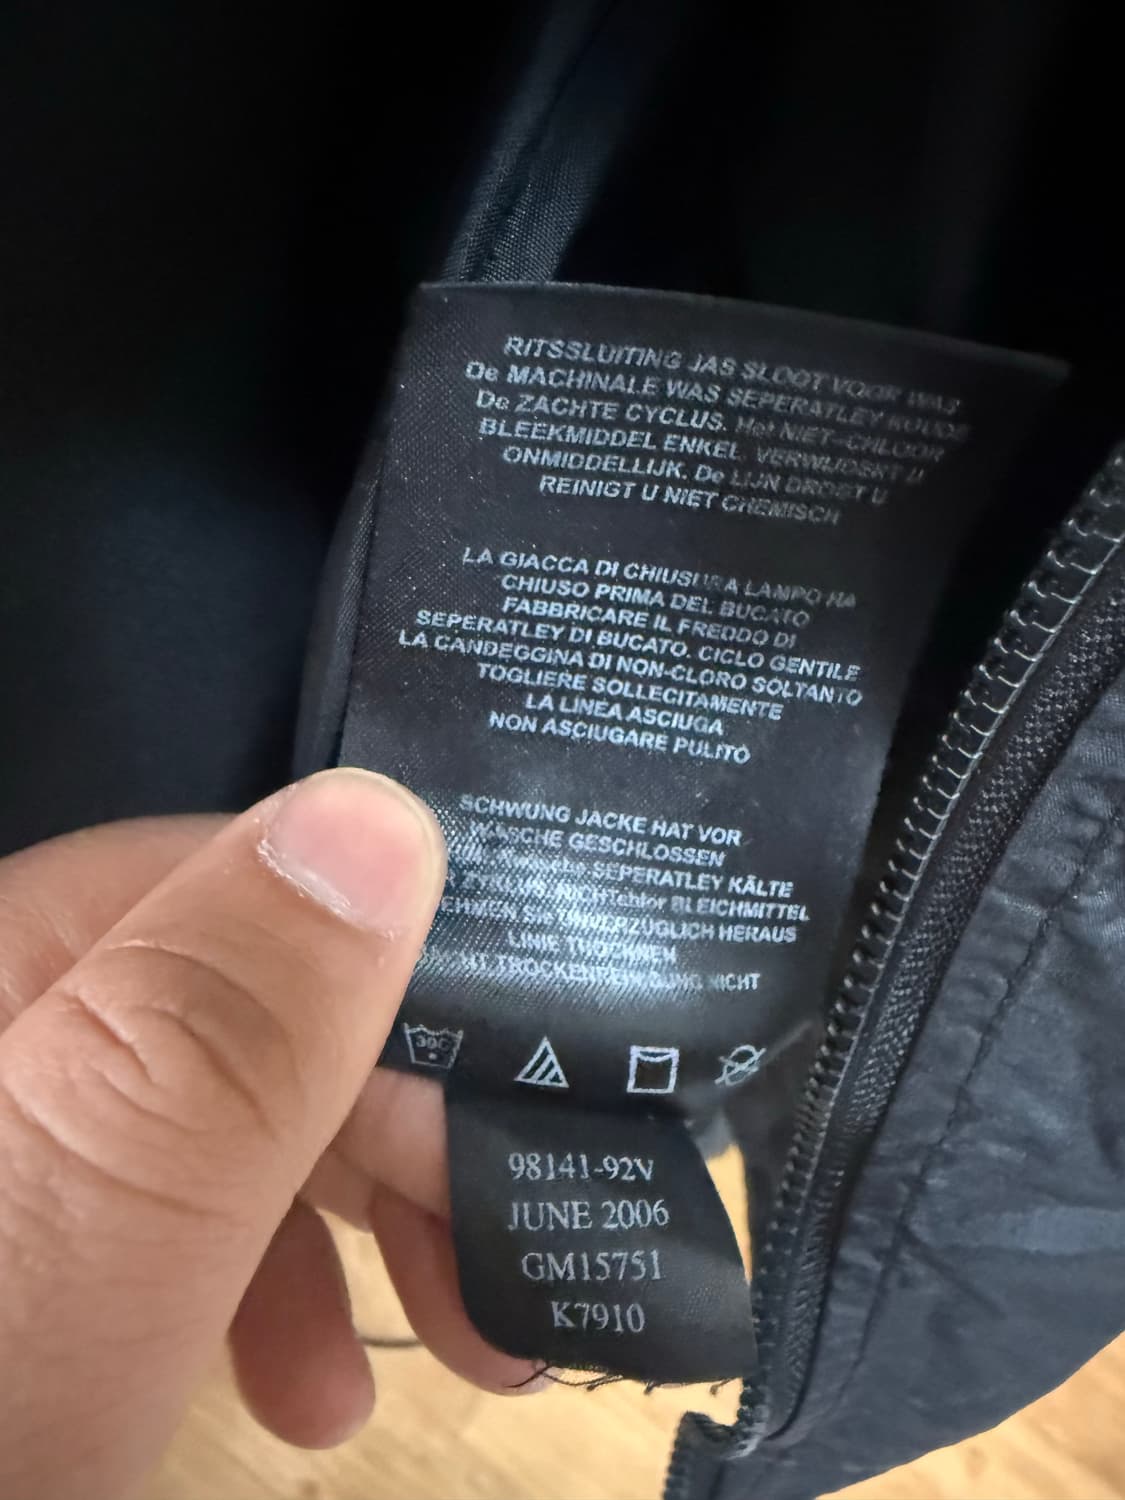 RITSSLUITING JAS SLOOT VOOR WAS
De MACHINALE WAS SEPERATLEY KOUDE
De ZACHTE CYCLUS. Het NIET-CHLOOR
BLEEKMIDDEL ENKEL VERWIJDERT U
ONMIDDELLIJK. De LIJN DROGT U
REINIGT U NIET CHEMISCH
LA GIACCA DI CHIUSURA LAMPO HA
CHIUSO PRIMA DEL BUCATO
FABBRICARE IL FREDDO DI
SEPERATLEY DI BUCATO. CICLO GENTILE
LA CANDEGGINA DI NON-CLORO SOLTANTO
TOGLIERE SOLLECITAMENTE
LA LINEA ASCIUGA
NON ASCIUGARE PULITO
SCHWUNG JACKE HAT VOR
WÄSCHE GESCHLOSSEN
SEPERATLEY KÄLTE
ZYKLUS. NICHTchlor BLEICHMITTEL
UNVERZÜGLICH HERAUS
LINIE TROCKNEN
TROCKENREINIGUNG NICHT
30C
98141-92V
JUNE 2006
GM15751
K7910